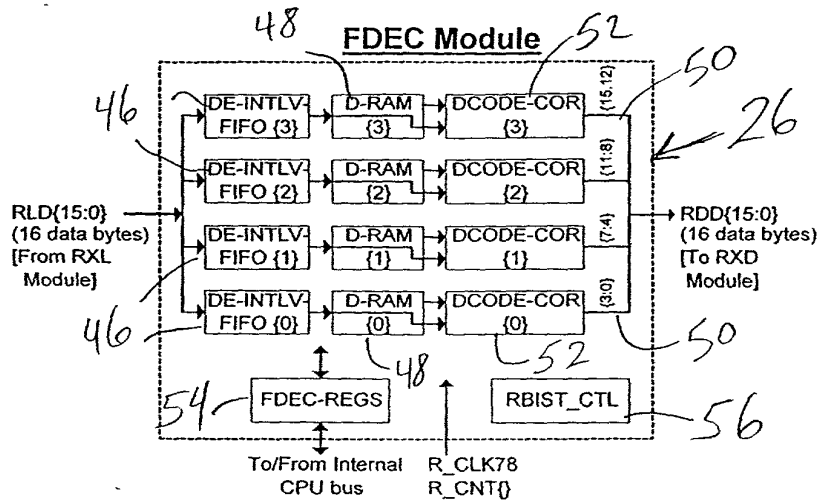 48
FDEC Module
52
46
DE-INTLV-
FIFO {3}
D-RAM
{3}
DCODE-COR
{3}
{15.12}
50
26
46
DE-INTLV-
FIFO {2}
D-RAM
{2}
DCODE-COR
{2}
{11:8}
RLD{15:0}
(16 data bytes)
[From RXL
Module]
DE-INTLV-
FIFO {1}
D-RAM
{1}
DCODE-COR
{1}
{7:4}
RDD{15:0}
(16 data bytes)
[To RXD
Module]
46
DE-INTLV-
FIFO {0}
D-RAM
{0}
DCODE-COR
{0}
{3:0}
46
48
52
50
54
FDEC-REGS
RBIST_CTL
56
To/From Internal
CPU bus
R_CLK78
R_CNT{}